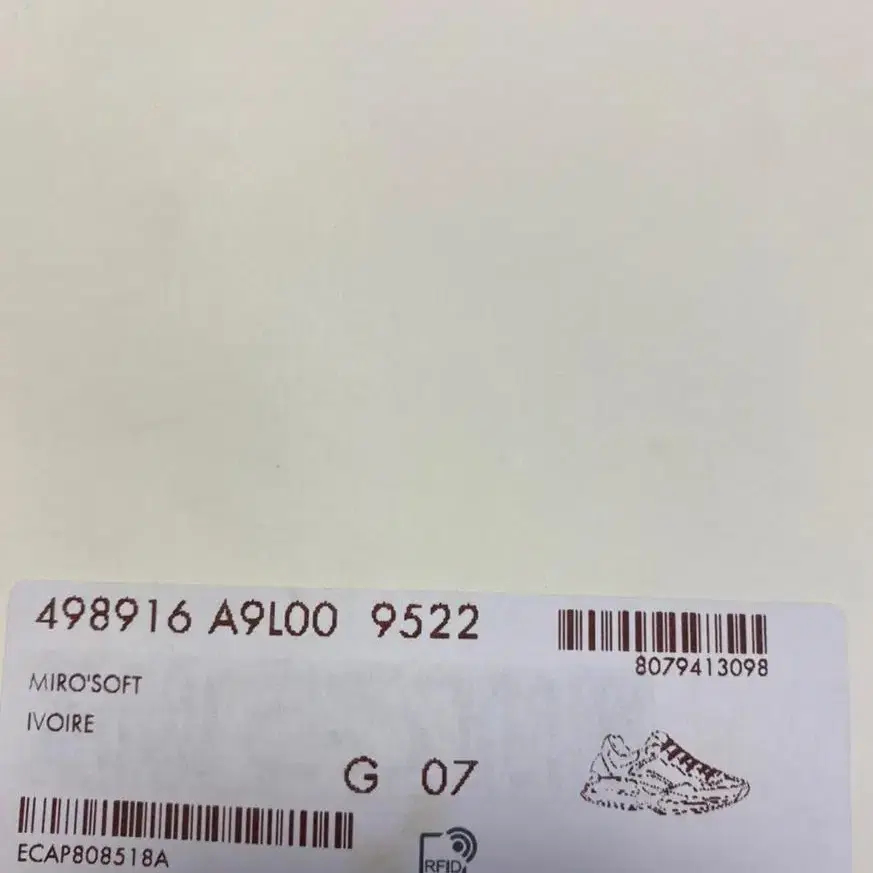 498916 A9L00 9522
8079413098
MIRO'SOFT
IVOIRE
G 07
ECAP808518A
RFID